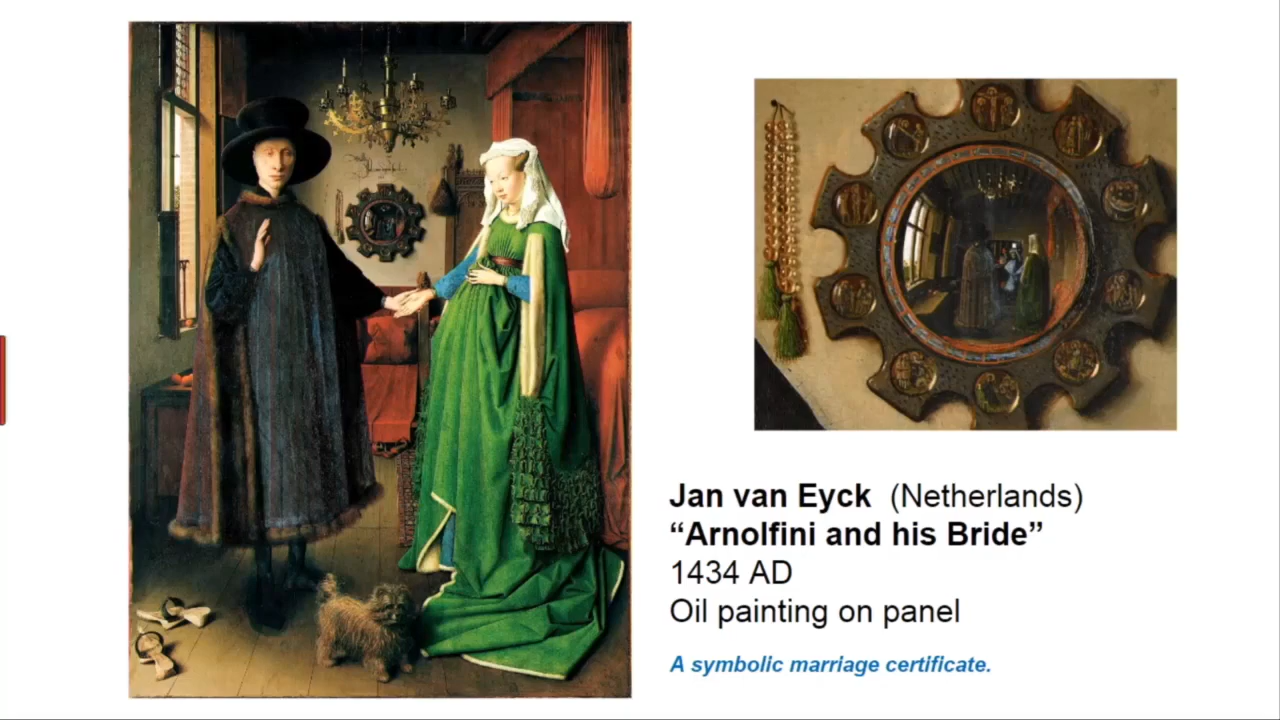 Jan van Eyck (Netherlands)
“Arnolfini and his Bride”
1434 AD
Oil painting on panel
A symbolic marriage certificate.